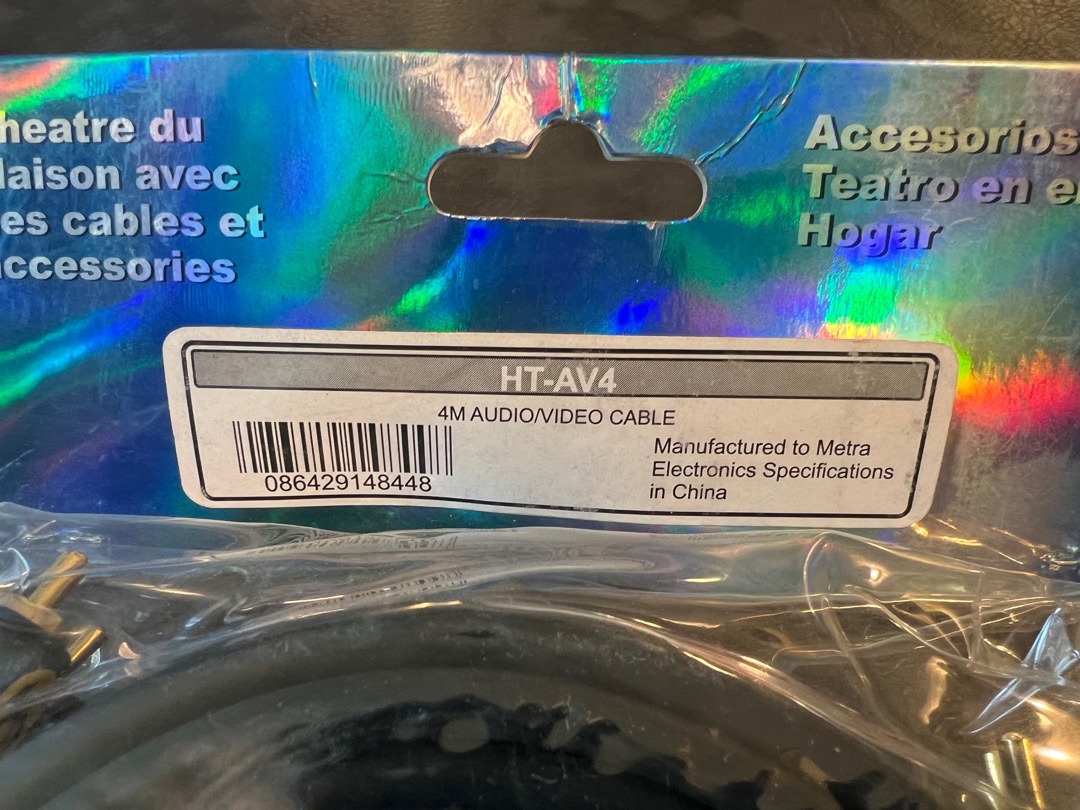 heatre du
aison avec
es cables et
ccessories
Accesorios
Teatro en e
Hogar
HT-AV4
4M AUDIO/VIDEO CABLE
086429148448
Manufactured to Metra
Electronics Specifications
in China